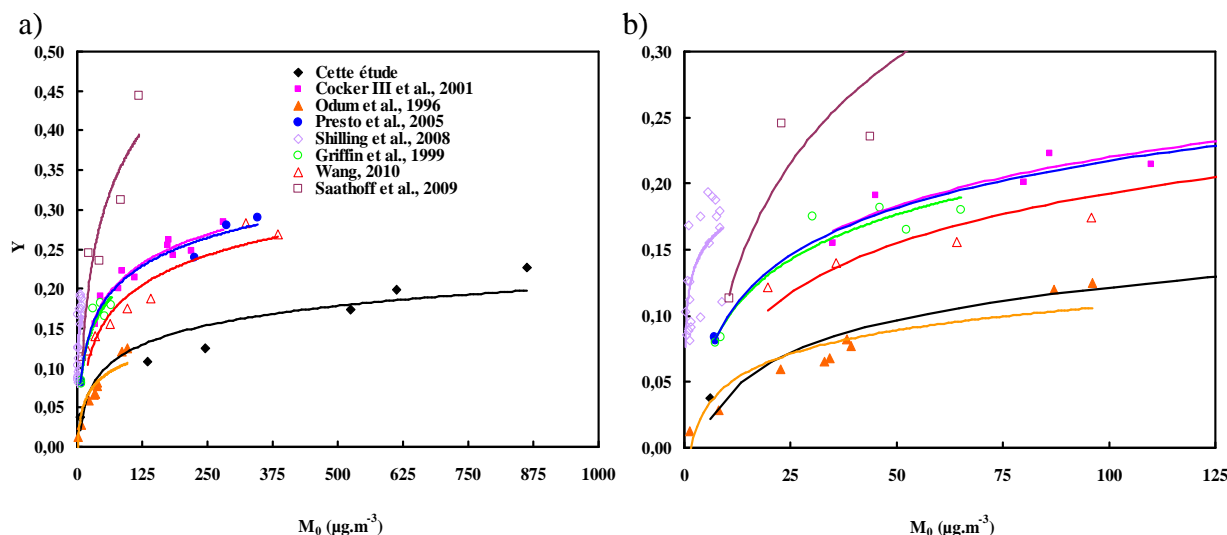 a)
0,50
0,45
0,40
0,35
0,30
0,25
0,20
0,15
0,10
0,05
0,00
Y
0 125 250 375 500 625 750 875 1000
M0 (µg.m-3)
Cette étude
Cocker III et al., 2001
Odum et al., 1996
Presto et al., 2005
Shilling et al., 2008
Griffin et al., 1999
Wang, 2010
Saathoff et al., 2009
b)
0,30
0,25
0,20
0,15
0,10
0,05
0,00
0 25 50 75 100 125
M0 (µg.m-3)